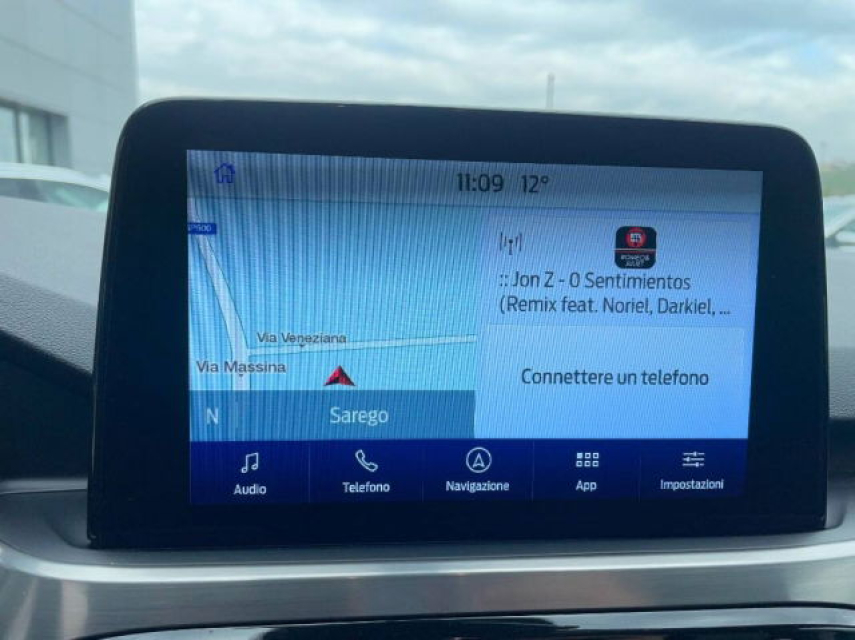 11:09 12°
SP500
:: Jon Z - 0 Sentimientos
(Remix feat. Noriel, Darkiel, ...
Via Veneziana
Via Massina
Connettere un telefono
N Sarego
Audio Telefono Navigazione App Impostazioni